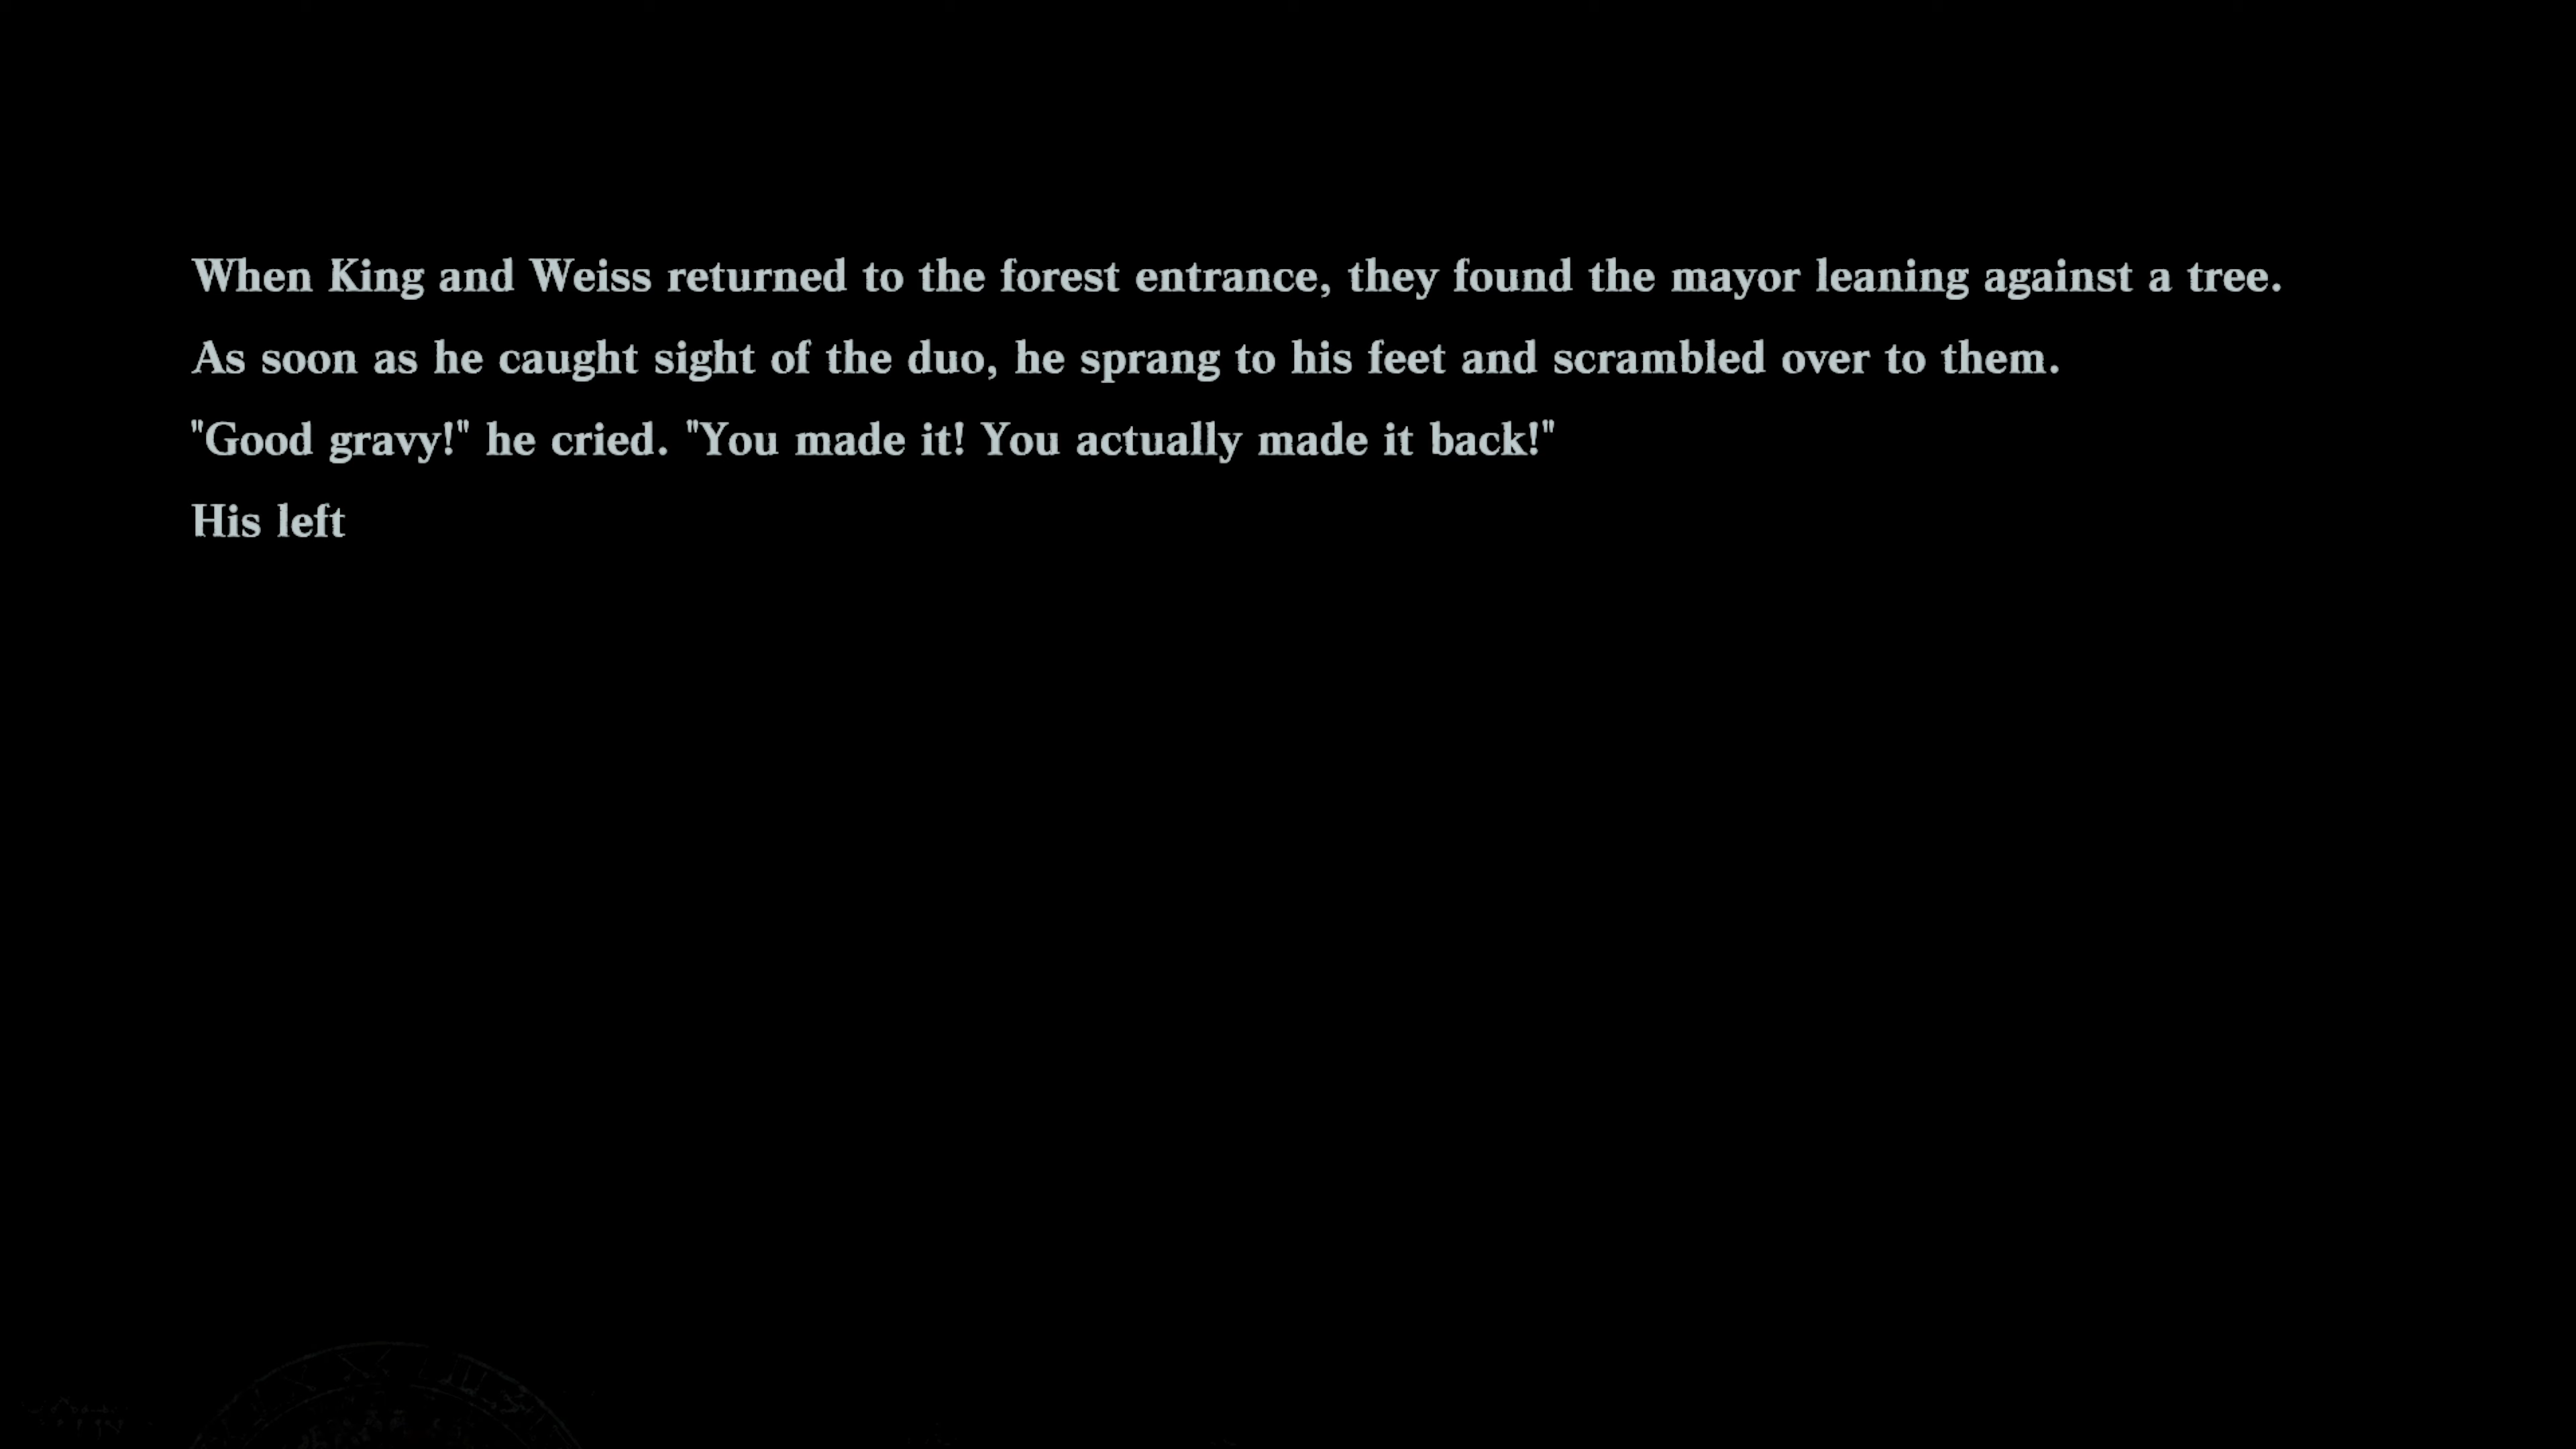 When King and Weiss returned to the forest entrance, they found the mayor leaning against a tree.
As soon as he caught sight of the duo, he sprang to his feet and scrambled over to them.
"Good gravy!" he cried. "You made it! You actually made it back!"
His left